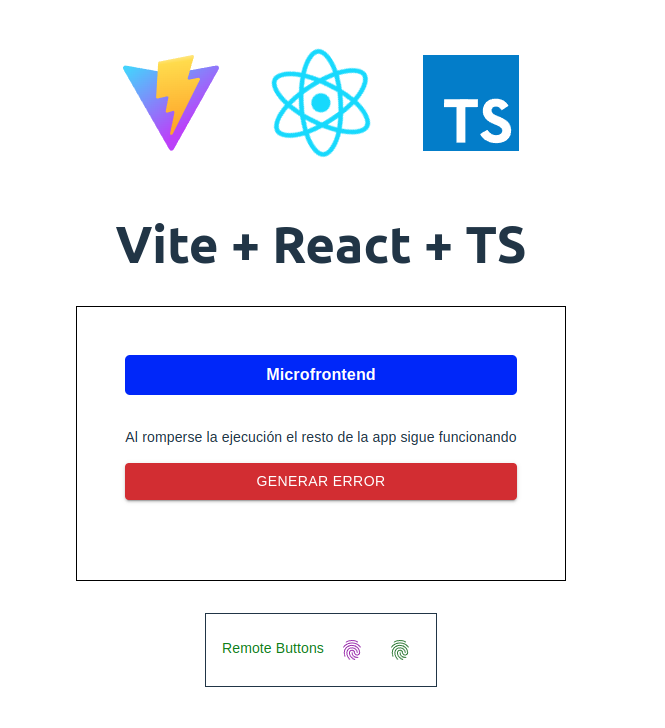 TS
Vite + React + TS
Microfrontend
Al romperse la ejecución el resto de la app sigue funcionando
GENERAR ERROR
Remote Buttons